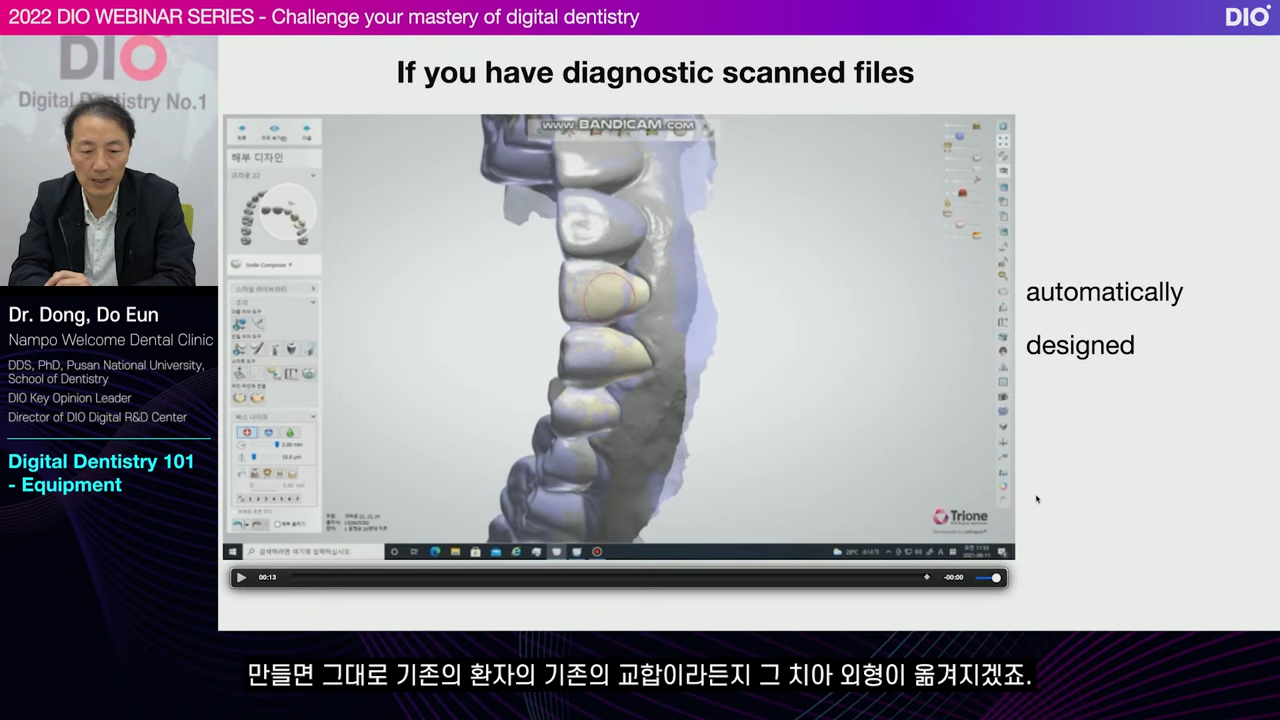 2022 DIO WEBINAR SERIES - Challenge your mastery of digital dentistry
DIO
DIO
Digital Dentistry No.1
If you have diagnostic scanned files
WWW.BANDICAM.COM
해부 디자인
크라운 22
Smile Composer
automatically
designed
Trione
00:13
-00:00
Dr. Dong, Do Eun
Nampo Welcome Dental Clinic
DDS, PhD, Pusan National University,
School of Dentistry
DIO Key Opinion Leader
Director of DIO Digital R&D Center
Digital Dentistry 101
- Equipment
만들면 그대로 기존의 환자의 기존의 교합이라든지 그 치아 외형이 옮겨지겠죠.